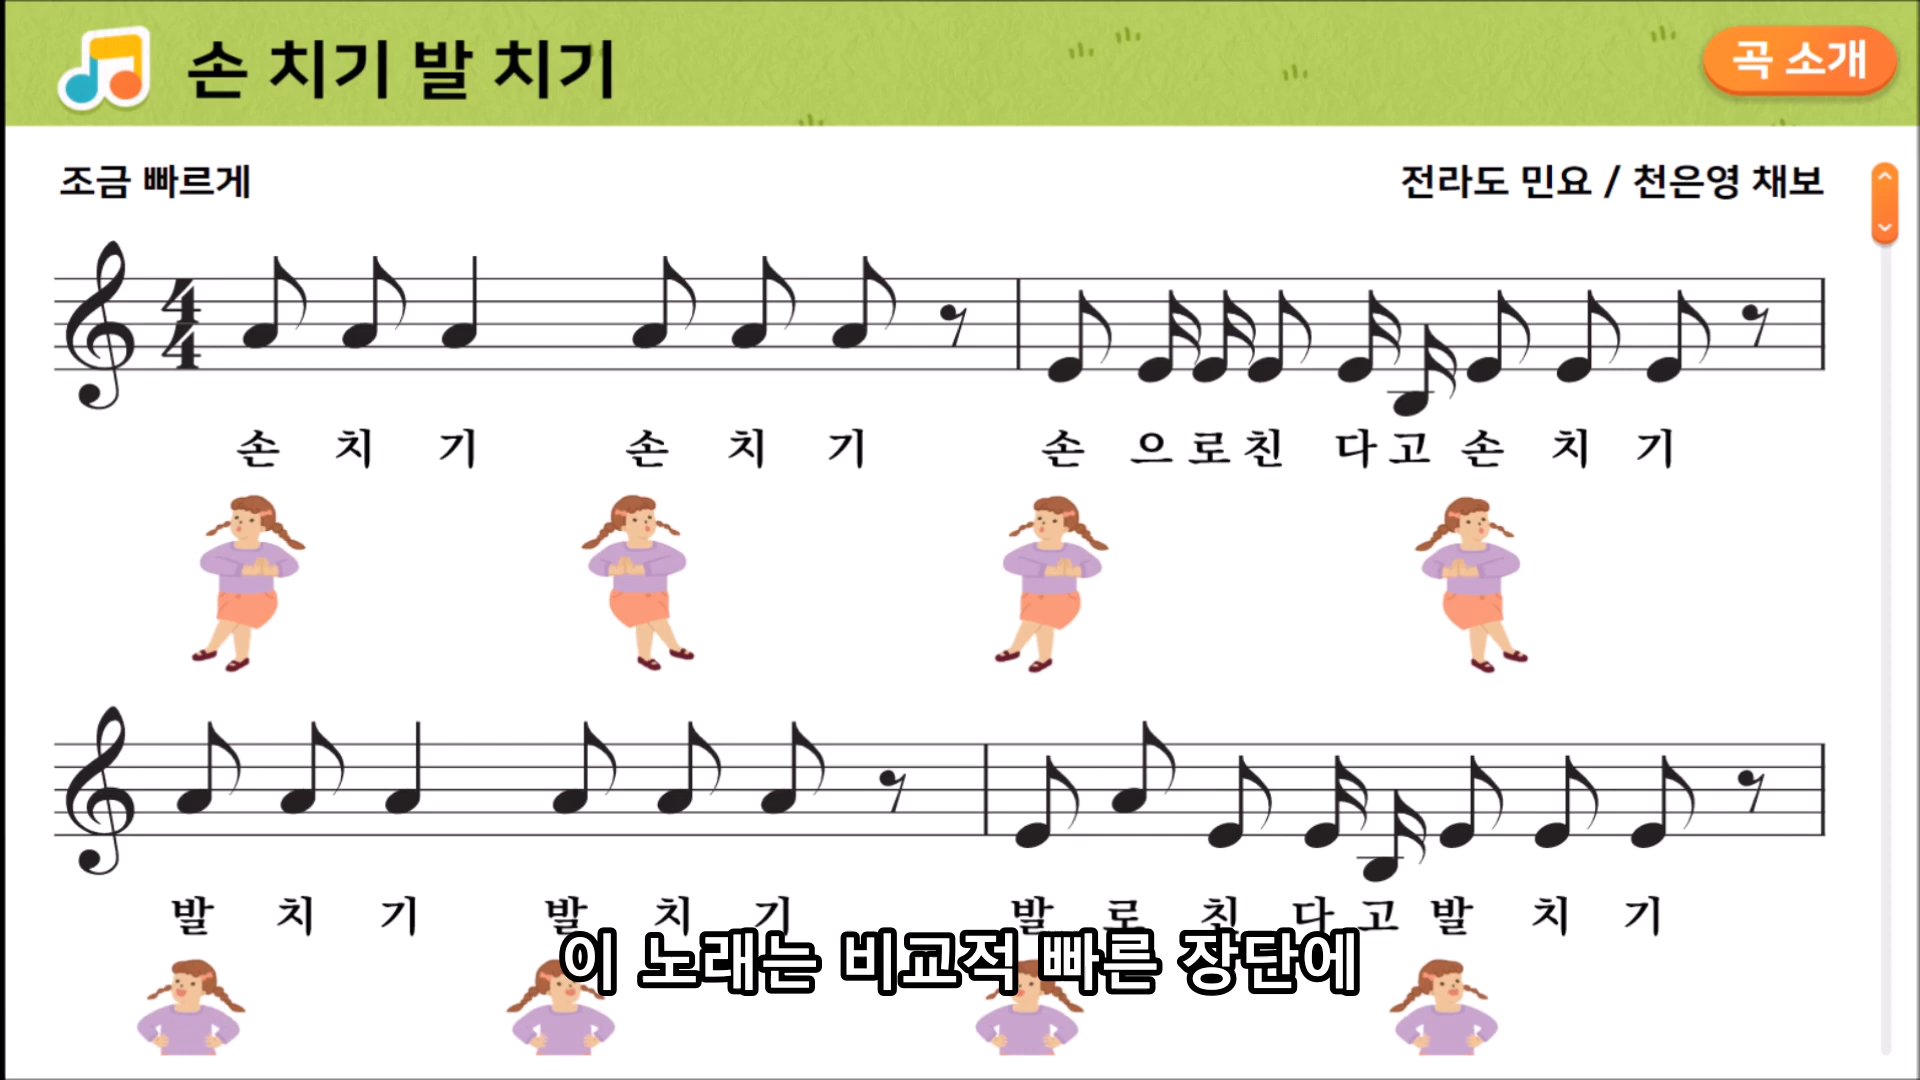 손 치기 발 치기
곡 소개
조금 빠르게
전라도 민요 / 천은영 채보
4
4
손 치 기 손 치 기 손 으 로 친 다 고 손 치 기
발 치 기 발 치 기 발 로 친 다 고 발 치 기
이 노래는 비교적 빠른 장단에